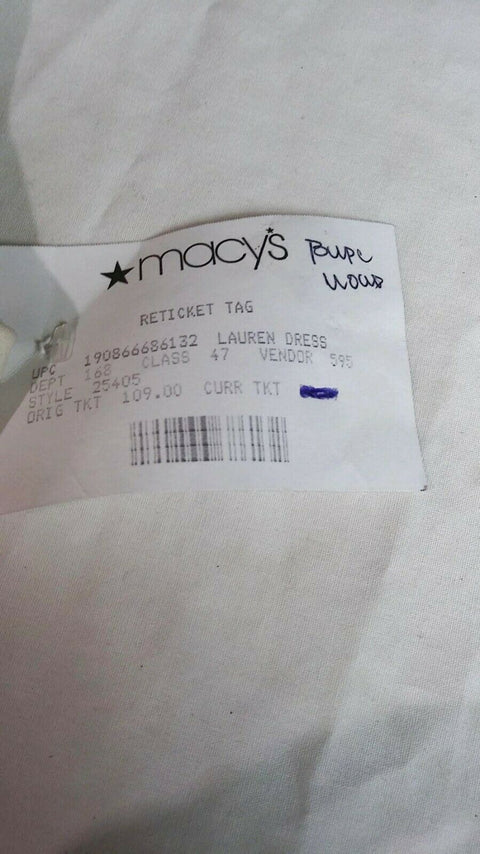 ★macy's
RETICKET TAG
UPC 190866686132 LAUREN DRESS
DEPT 168 CLASS 47 VENDOR 595
STYLE 25405
ORIG TKT 109.00 CURR TKT